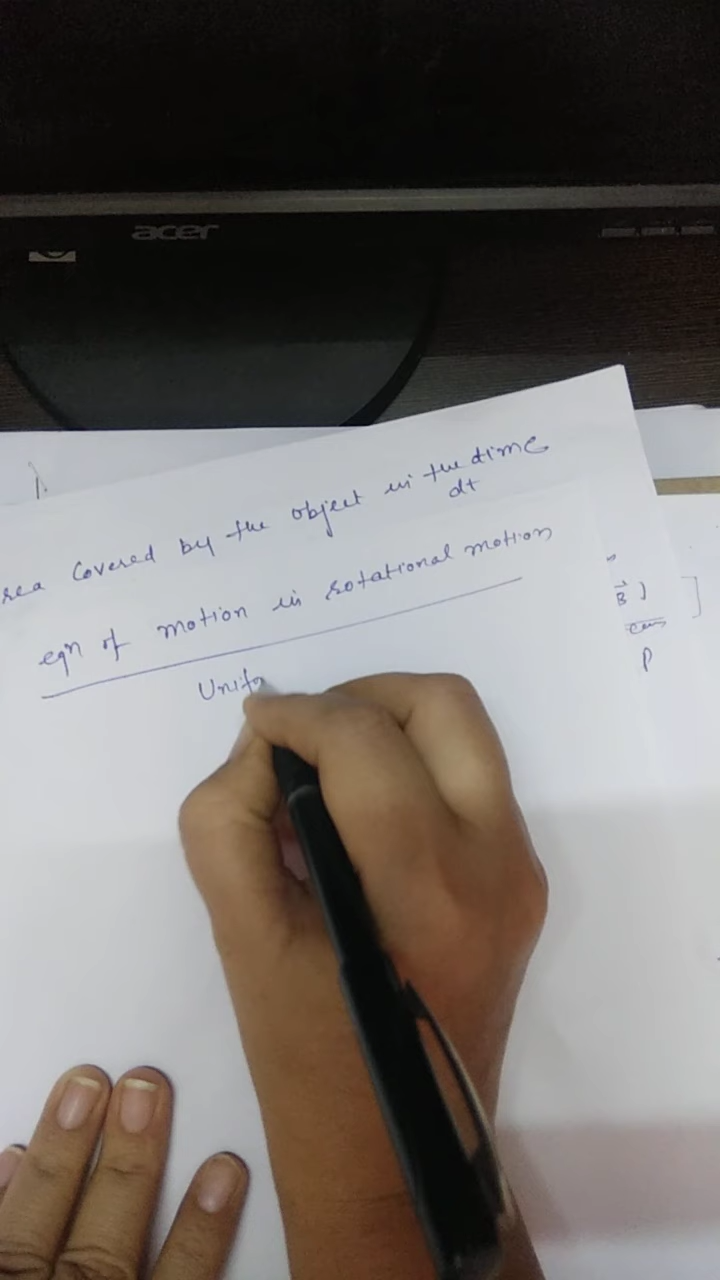 acer
rea covered by the object in the time
dt
eqn of motion in rotational motion
Unifo
B )
]
P